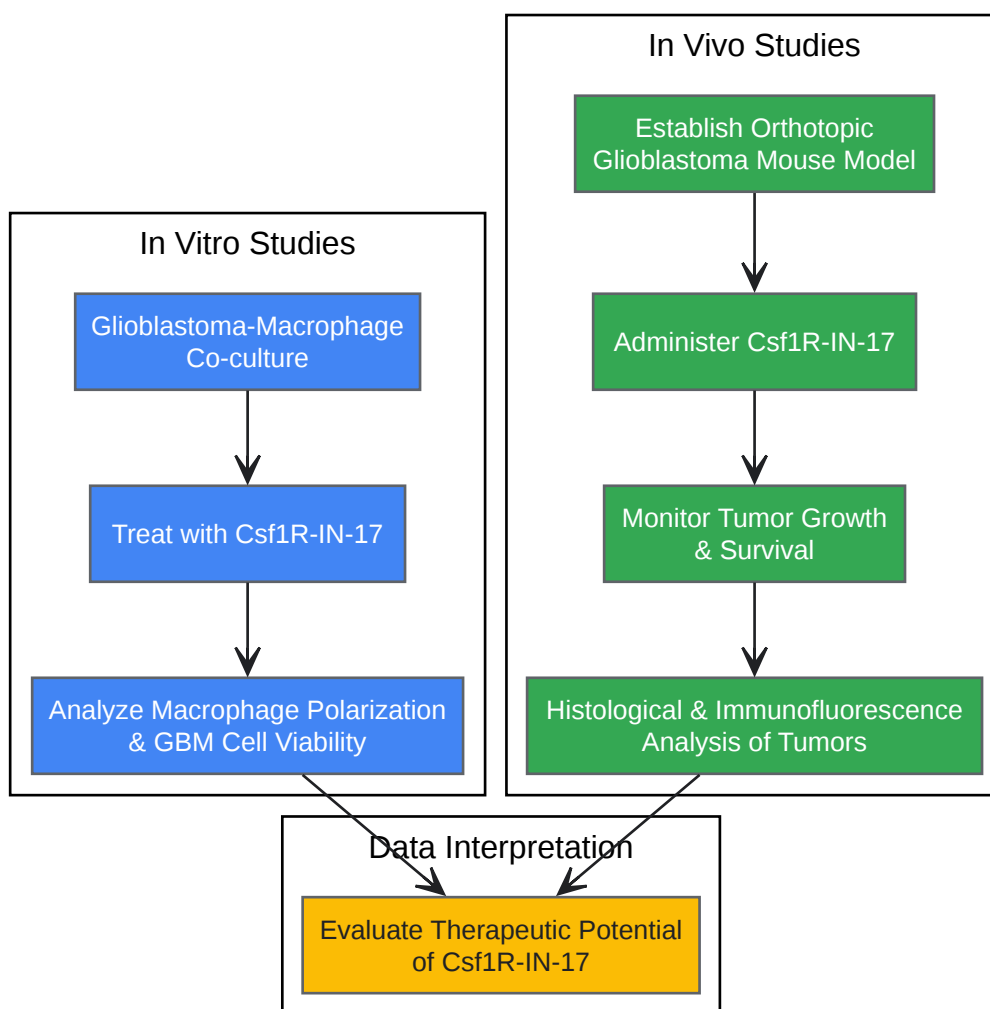 In Vitro Studies
Glioblastoma-Macrophage
Co-culture
Treat with Csf1R-IN-17
Analyze Macrophage Polarization
& GBM Cell Viability
In Vivo Studies
Establish Orthotopic
Glioblastoma Mouse Model
Administer Csf1R-IN-17
Monitor Tumor Growth
& Survival
Histological & Immunofluorescence
Analysis of Tumors
Data Interpretation
Evaluate Therapeutic Potential
of Csf1R-IN-17